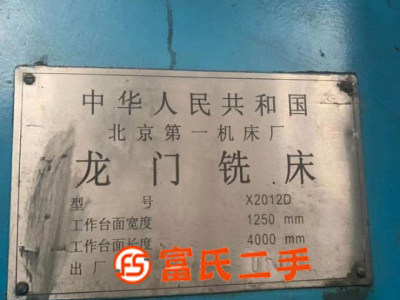 中华人民共和国
北京第一机床厂
龙门铣床
型 号 X2012D
工作台面宽度 1250 mm
工作台面长度 4000 mm
出厂
富氏二手